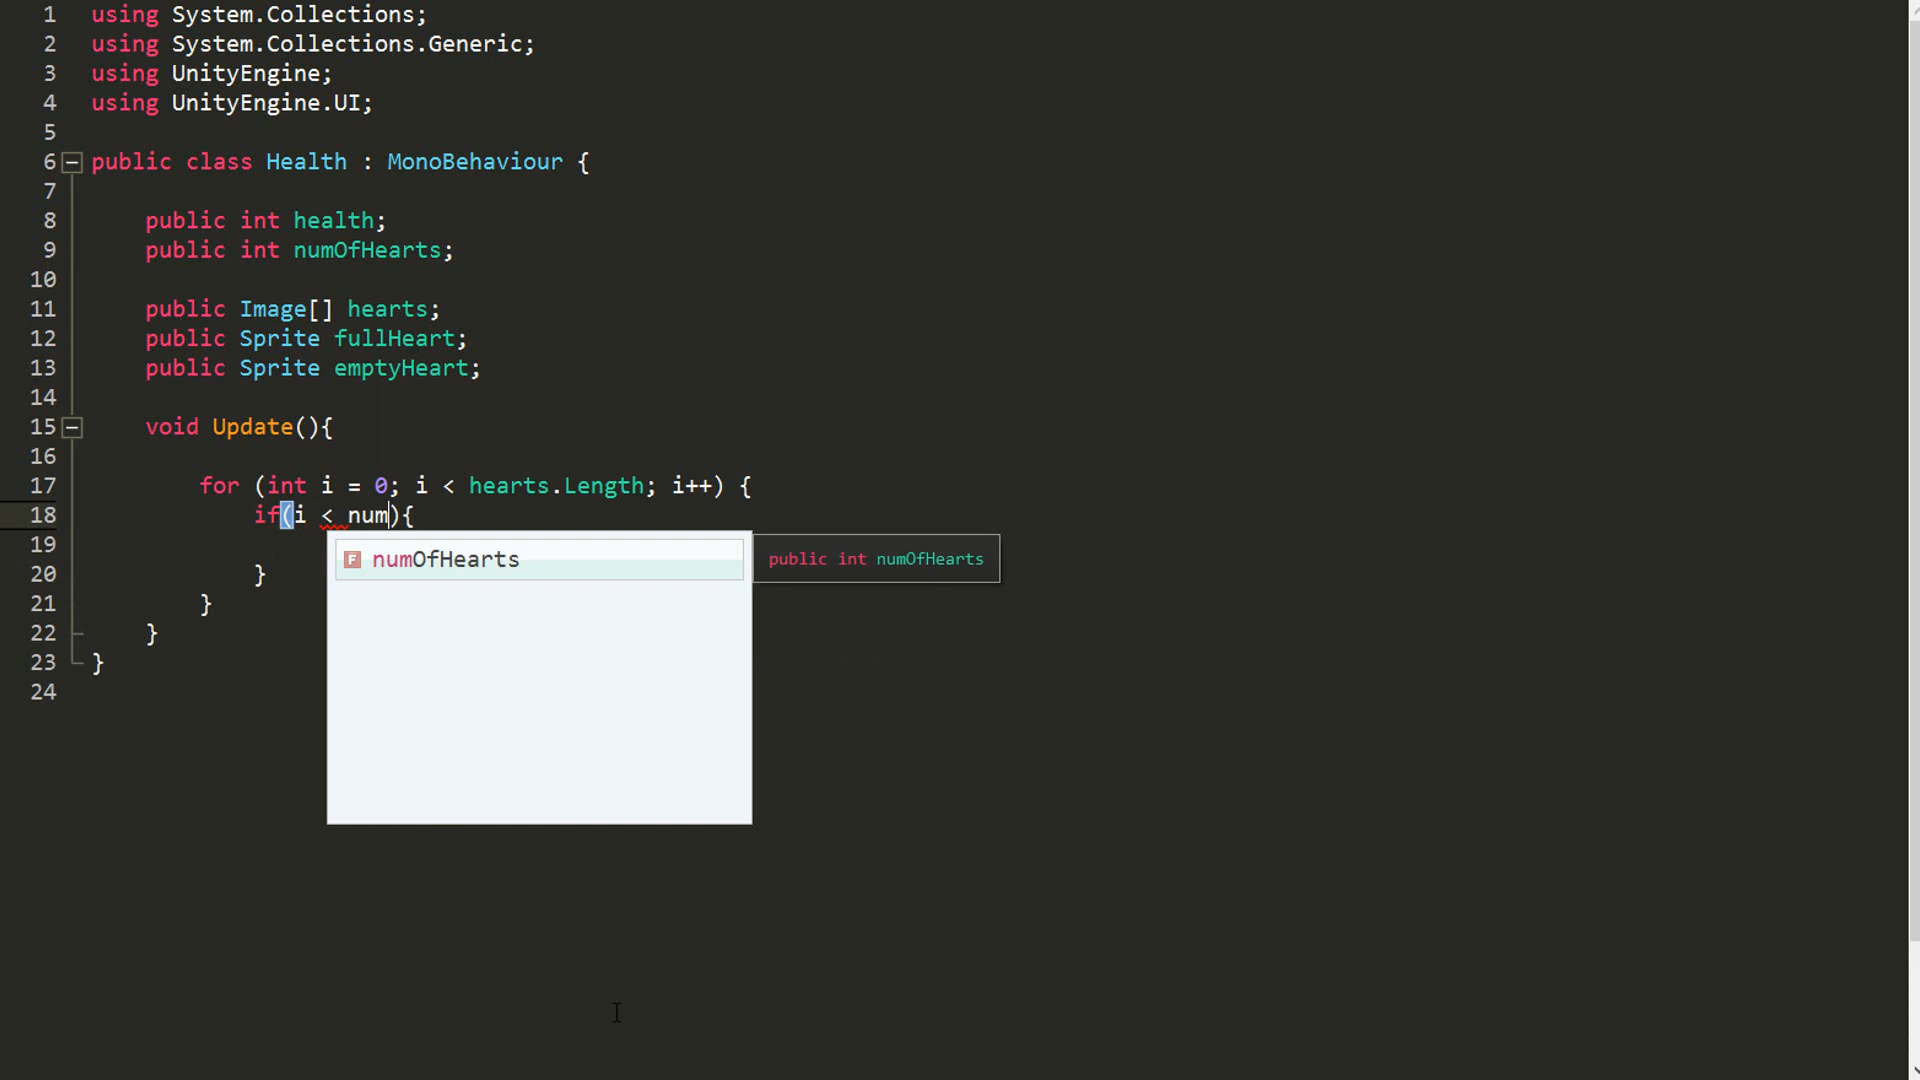 1 using System.Collections;
2 using System.Collections.Generic;
3 using UnityEngine;
4 using UnityEngine.UI;
5
6 public class Health : MonoBehaviour {
7
8 public int health;
9 public int numOfHearts;
10
11 public Image[] hearts;
12 public Sprite fullHeart;
13 public Sprite emptyHeart;
14
15 void Update(){
16
17 for (int i = 0; i < hearts.Length; i++) {
18 if(i < num){
19 F numOfHearts public int numOfHearts
20 }
21 }
22 }
23 }
24